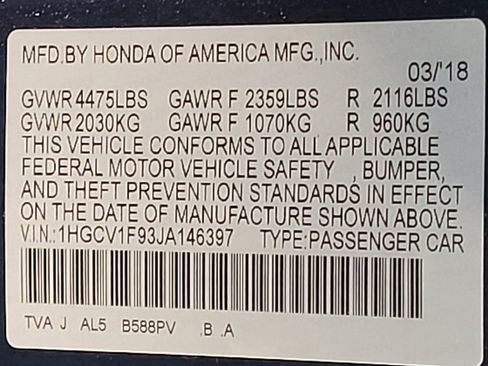 MFD.BY HONDA OF AMERICA MFG.,INC.
03/'18
GVWR 4475LBS GAWR F 2359LBS R 2116LBS
GVWR 2030KG GAWR F 1070KG R 960KG
THIS VEHICLE CONFORMS TO ALL APPLICABLE
FEDERAL MOTOR VEHICLE SAFETY , BUMPER,
AND THEFT PREVENTION STANDARDS IN EFFECT
ON THE DATE OF MANUFACTURE SHOWN ABOVE.
V.I.N.:1HGCV1F93JA146397 TYPE:PASSENGER CAR
TVA J AL5 B588PV .B .A